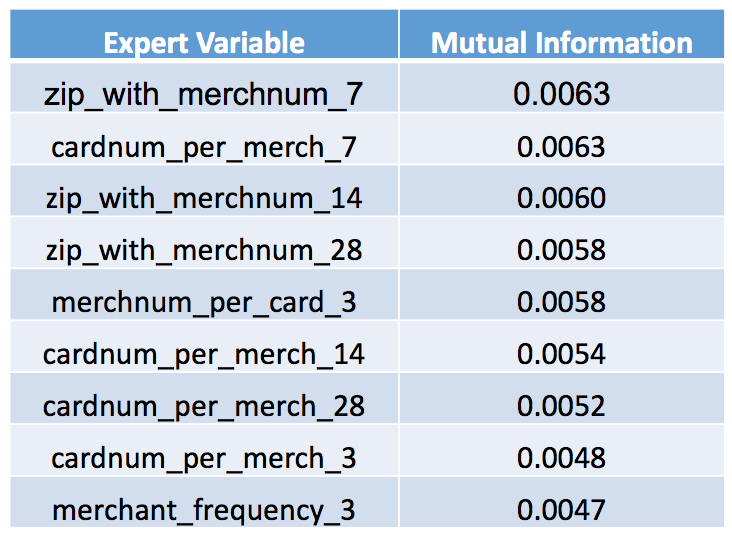 Expert Variable Mutual Information
zip_with_merchnum_7 0.0063
cardnum_per_merch_7 0.0063
zip_with_merchnum_14 0.0060
zip_with_merchnum_28 0.0058
merchnum_per_card_3 0.0058
cardnum_per_merch_14 0.0054
cardnum_per_merch_28 0.0052
cardnum_per_merch_3 0.0048
merchant_frequency_3 0.0047